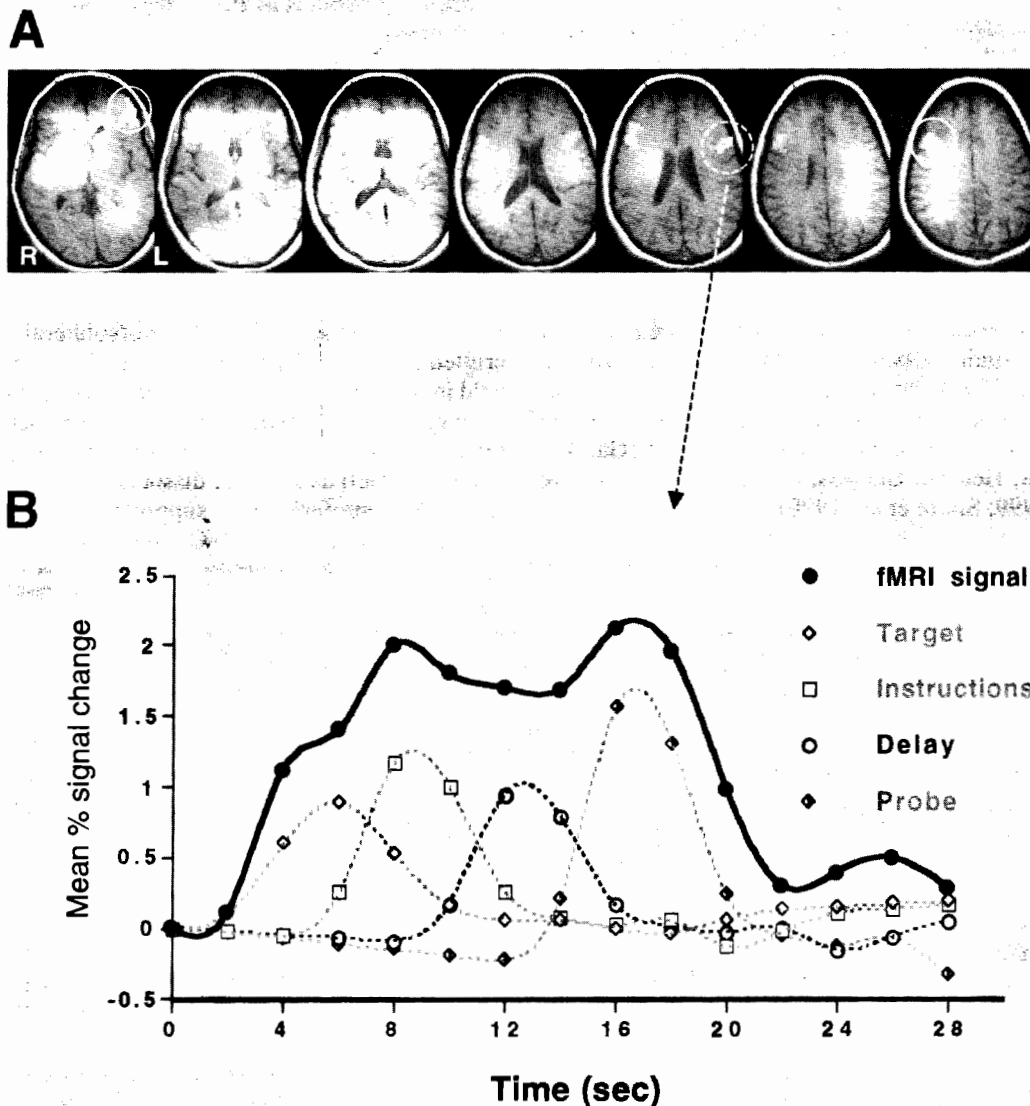 A
R L
B
2.5
2
1.5
1
0.5
0
-0.5
Mean % signal change
fMRI signal
Target
Instructions
Delay
Probe
0 4 8 12 16 20 24 28
Time (sec)